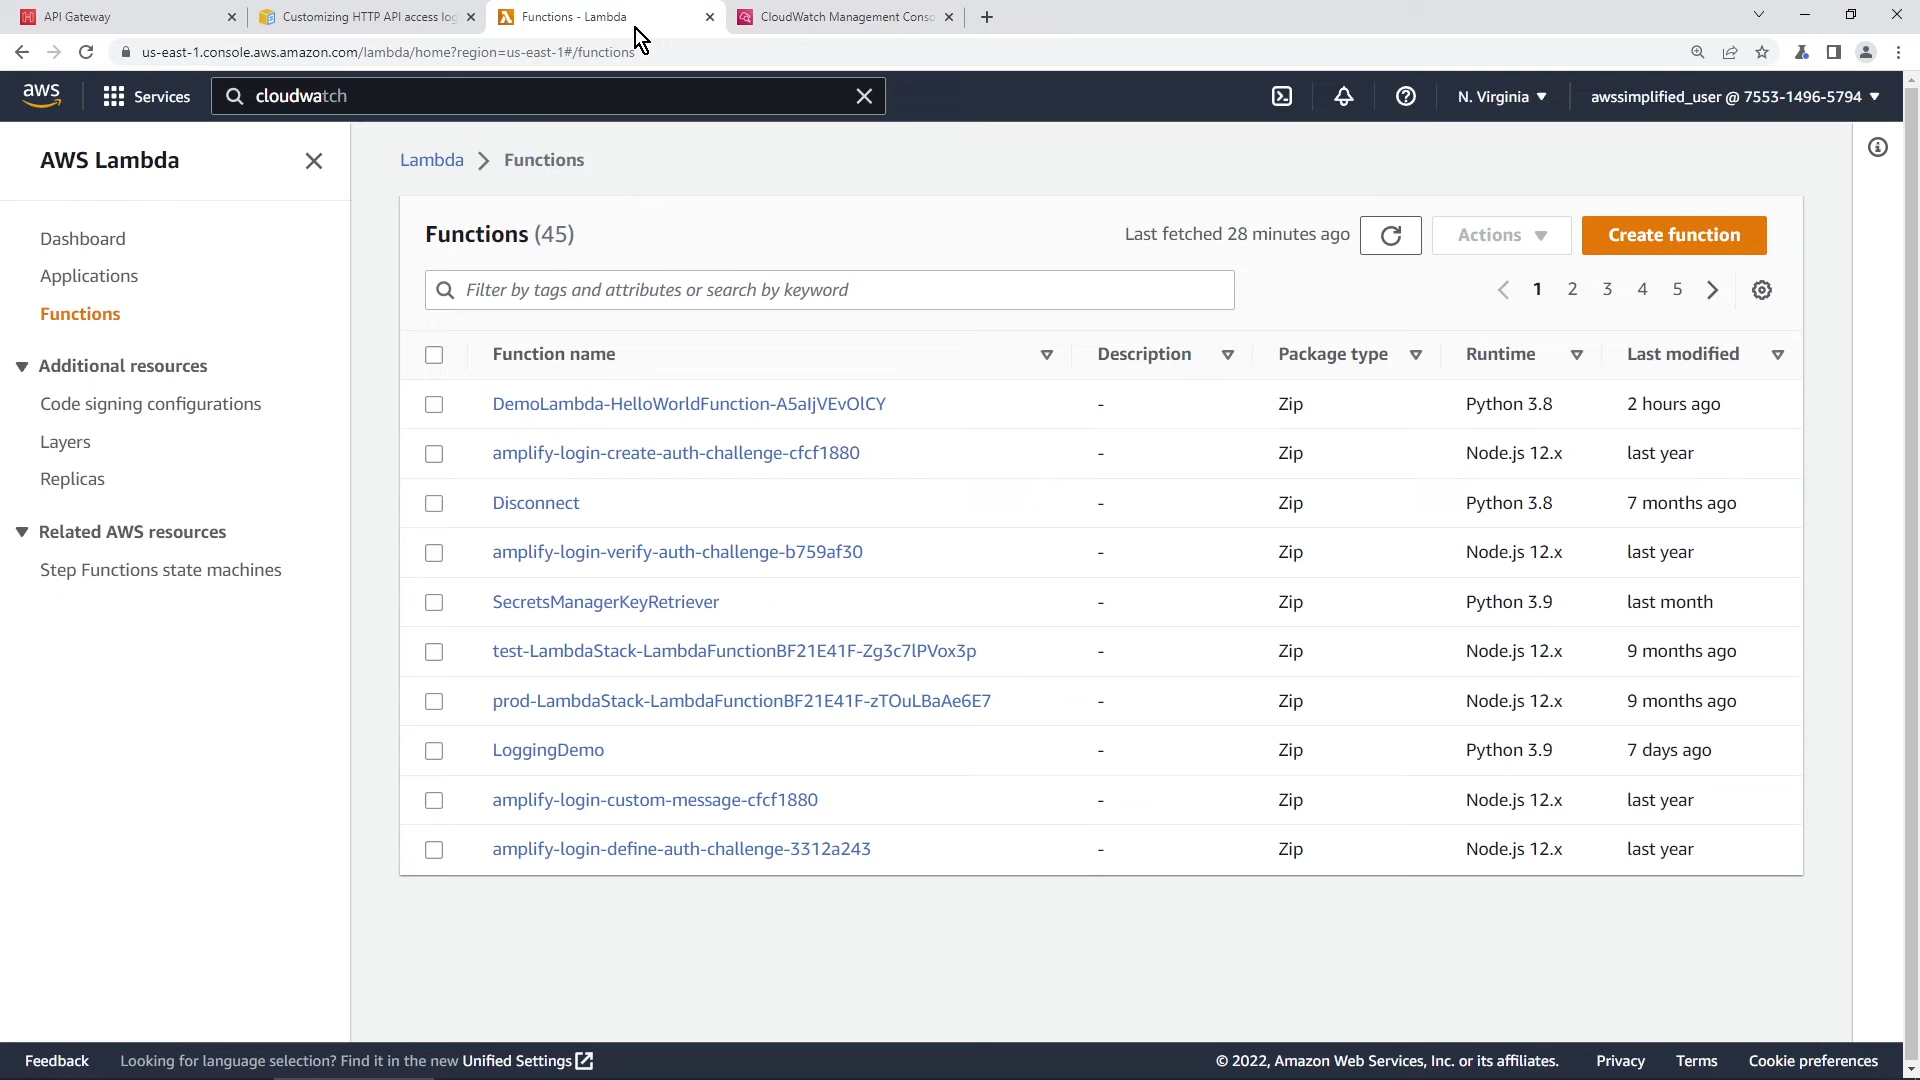 API Gateway
Customizing HTTP API access log
Functions - Lambda
CloudWatch Management Conso
us-east-1.console.aws.amazon.com/lambda/home?region=us-east-1#/functions
aws
Services
cloudwatch
N. Virginia
awssimplified_user @ 7553-1496-5794
AWS Lambda
Dashboard
Applications
Functions
Additional resources
Code signing configurations
Layers
Replicas
Related AWS resources
Step Functions state machines
Lambda > Functions
Functions (45)
Last fetched 28 minutes ago
Actions
Create function
Filter by tags and attributes or search by keyword
1 2 3 4 5
Function name Description Package type Runtime Last modified
DemoLambda-HelloWorldFunction-A5aIjVEvOlCY - Zip Python 3.8 2 hours ago
amplify-login-create-auth-challenge-cfcf1880 - Zip Node.js 12.x last year
Disconnect - Zip Python 3.8 7 months ago
amplify-login-verify-auth-challenge-b759af30 - Zip Node.js 12.x last year
SecretsManagerKeyRetriever - Zip Python 3.9 last month
test-LambdaStack-LambdaFunctionBF21E41F-Zg3c7lPVox3p - Zip Node.js 12.x 9 months ago
prod-LambdaStack-LambdaFunctionBF21E41F-zTOuLBaAe6E7 - Zip Node.js 12.x 9 months ago
LoggingDemo - Zip Python 3.9 7 days ago
amplify-login-custom-message-cfcf1880 - Zip Node.js 12.x last year
amplify-login-define-auth-challenge-3312a243 - Zip Node.js 12.x last year
Feedback
Looking for language selection? Find it in the new Unified Settings
© 2022, Amazon Web Services, Inc. or its affiliates.
Privacy
Terms
Cookie preferences